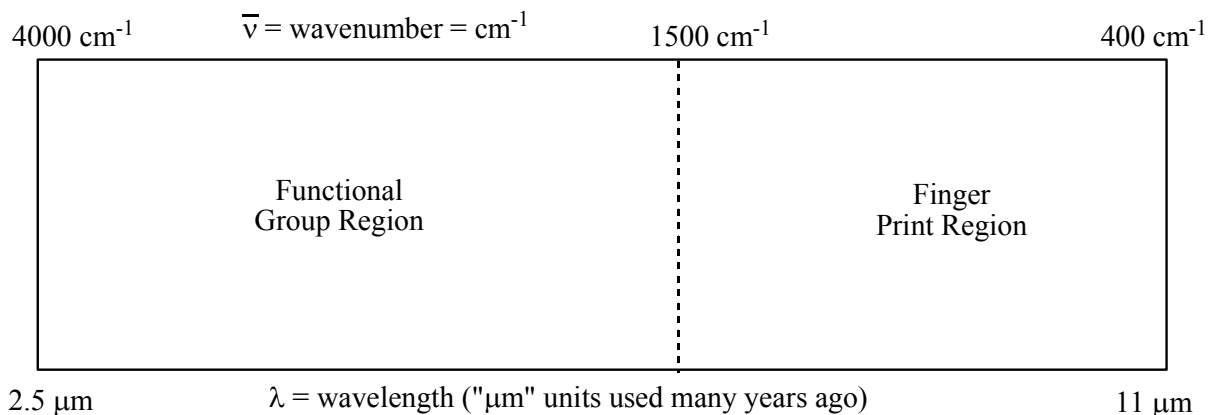 4000 cm⁻¹ ν̅ = wavenumber = cm⁻¹ 1500 cm⁻¹ 400 cm⁻¹
Functional
Group Region
Finger
Print Region
2.5 μm λ = wavelength ("μm" units used many years ago) 11 μm